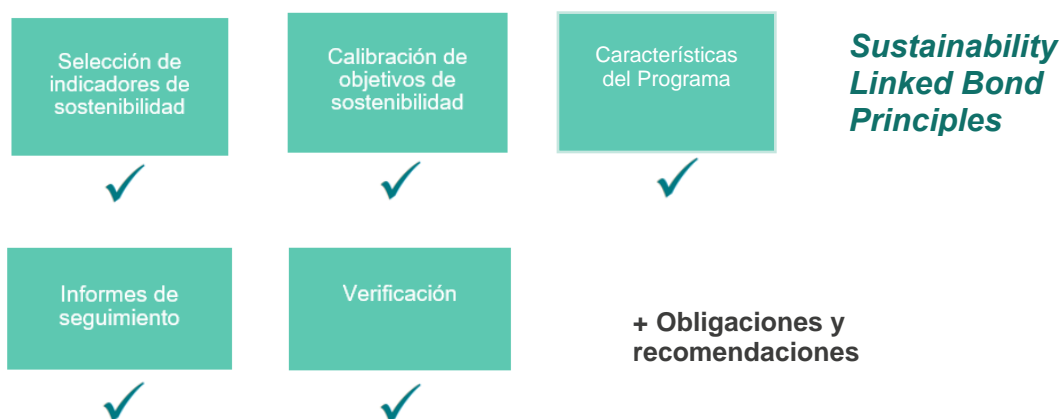 Selección de
indicadores de
sostenibilidad
Calibración de
objetivos de
sostenibilidad
Características
del Programa
Sustainability
Linked Bond
Principles
Informes de
seguimiento
Verificación
+ Obligaciones y
recomendaciones